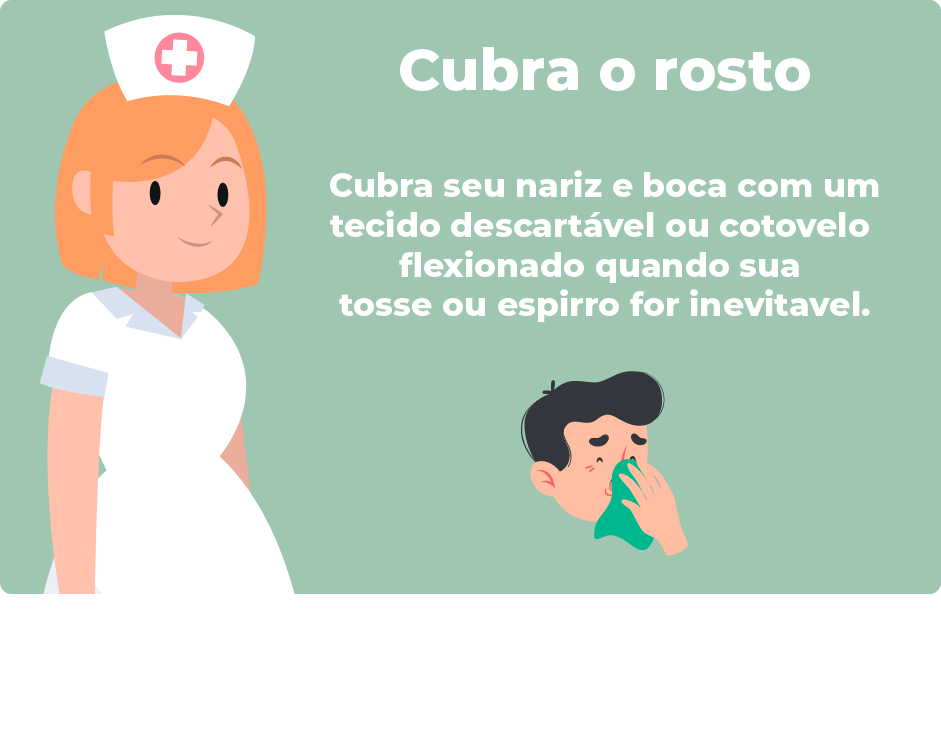 Cubra o rosto
Cubra seu nariz e boca com um
tecido descartável ou cotovelo
flexionado quando sua
tosse ou espirro for inevitavel.